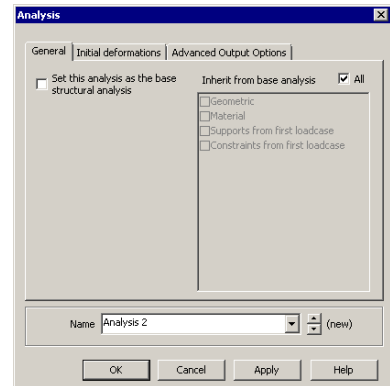 Analysis
General
Initial deformations
Advanced Output Options
Set this analysis as the base
structural analysis
Inherit from base analysis
All
Geometric
Material
Supports from first loadcase
Constraints from first loadcase
Name
Analysis 2
(new)
OK
Cancel
Apply
Help